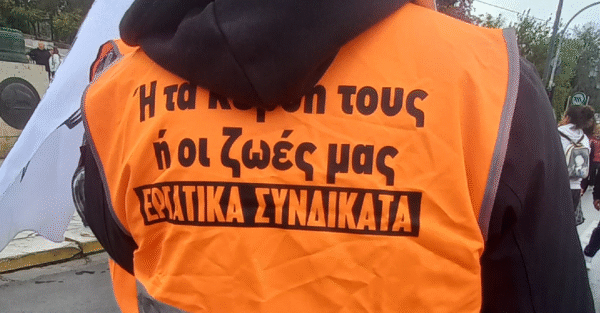 Ή τα κέρδη τους
ή οι ζωές μας
ΕΡΓΑΤΙΚΑ ΣΥΝΔΙΚΑΤΑ